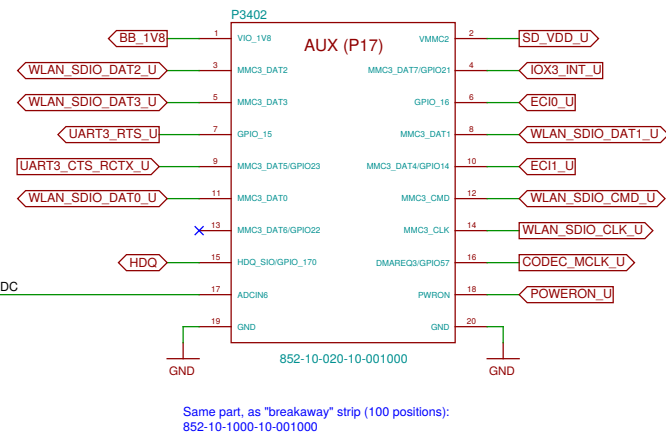 P3402
AUX (P17)
BB_1V8 1 VIO_1V8 VMMC2 2 SD_VDD_U
WLAN_SDIO_DAT2_U 3 MMC3_DAT2 MMC3_DAT7/GPIO21 4 IOX3_INT_U
WLAN_SDIO_DAT3_U 5 MMC3_DAT3 GPIO_16 6 ECI0_U
UART3_RTS_U 7 GPIO_15 MMC3_DAT1 8 WLAN_SDIO_DAT1_U
UART3_CTS_RCTX_U 9 MMC3_DAT5/GPIO23 MMC3_DAT4/GPIO14 10 ECI1_U
WLAN_SDIO_DAT0_U 11 MMC3_DAT0 MMC3_CMD 12 WLAN_SDIO_CMD_U
13 MMC3_DAT6/GPIO22 MMC3_CLK 14 WLAN_SDIO_CLK_U
HDQ 15 HDQ_SIO/GPIO_170 DMAREQ3/GPIO57 16 CODEC_MCLK_U
DC 17 ADCIN6 PWRON 18 POWERON_U
19 GND GND 20
852-10-020-10-001000
GND GND
Same part, as "breakaway" strip (100 positions):
852-10-1000-10-001000